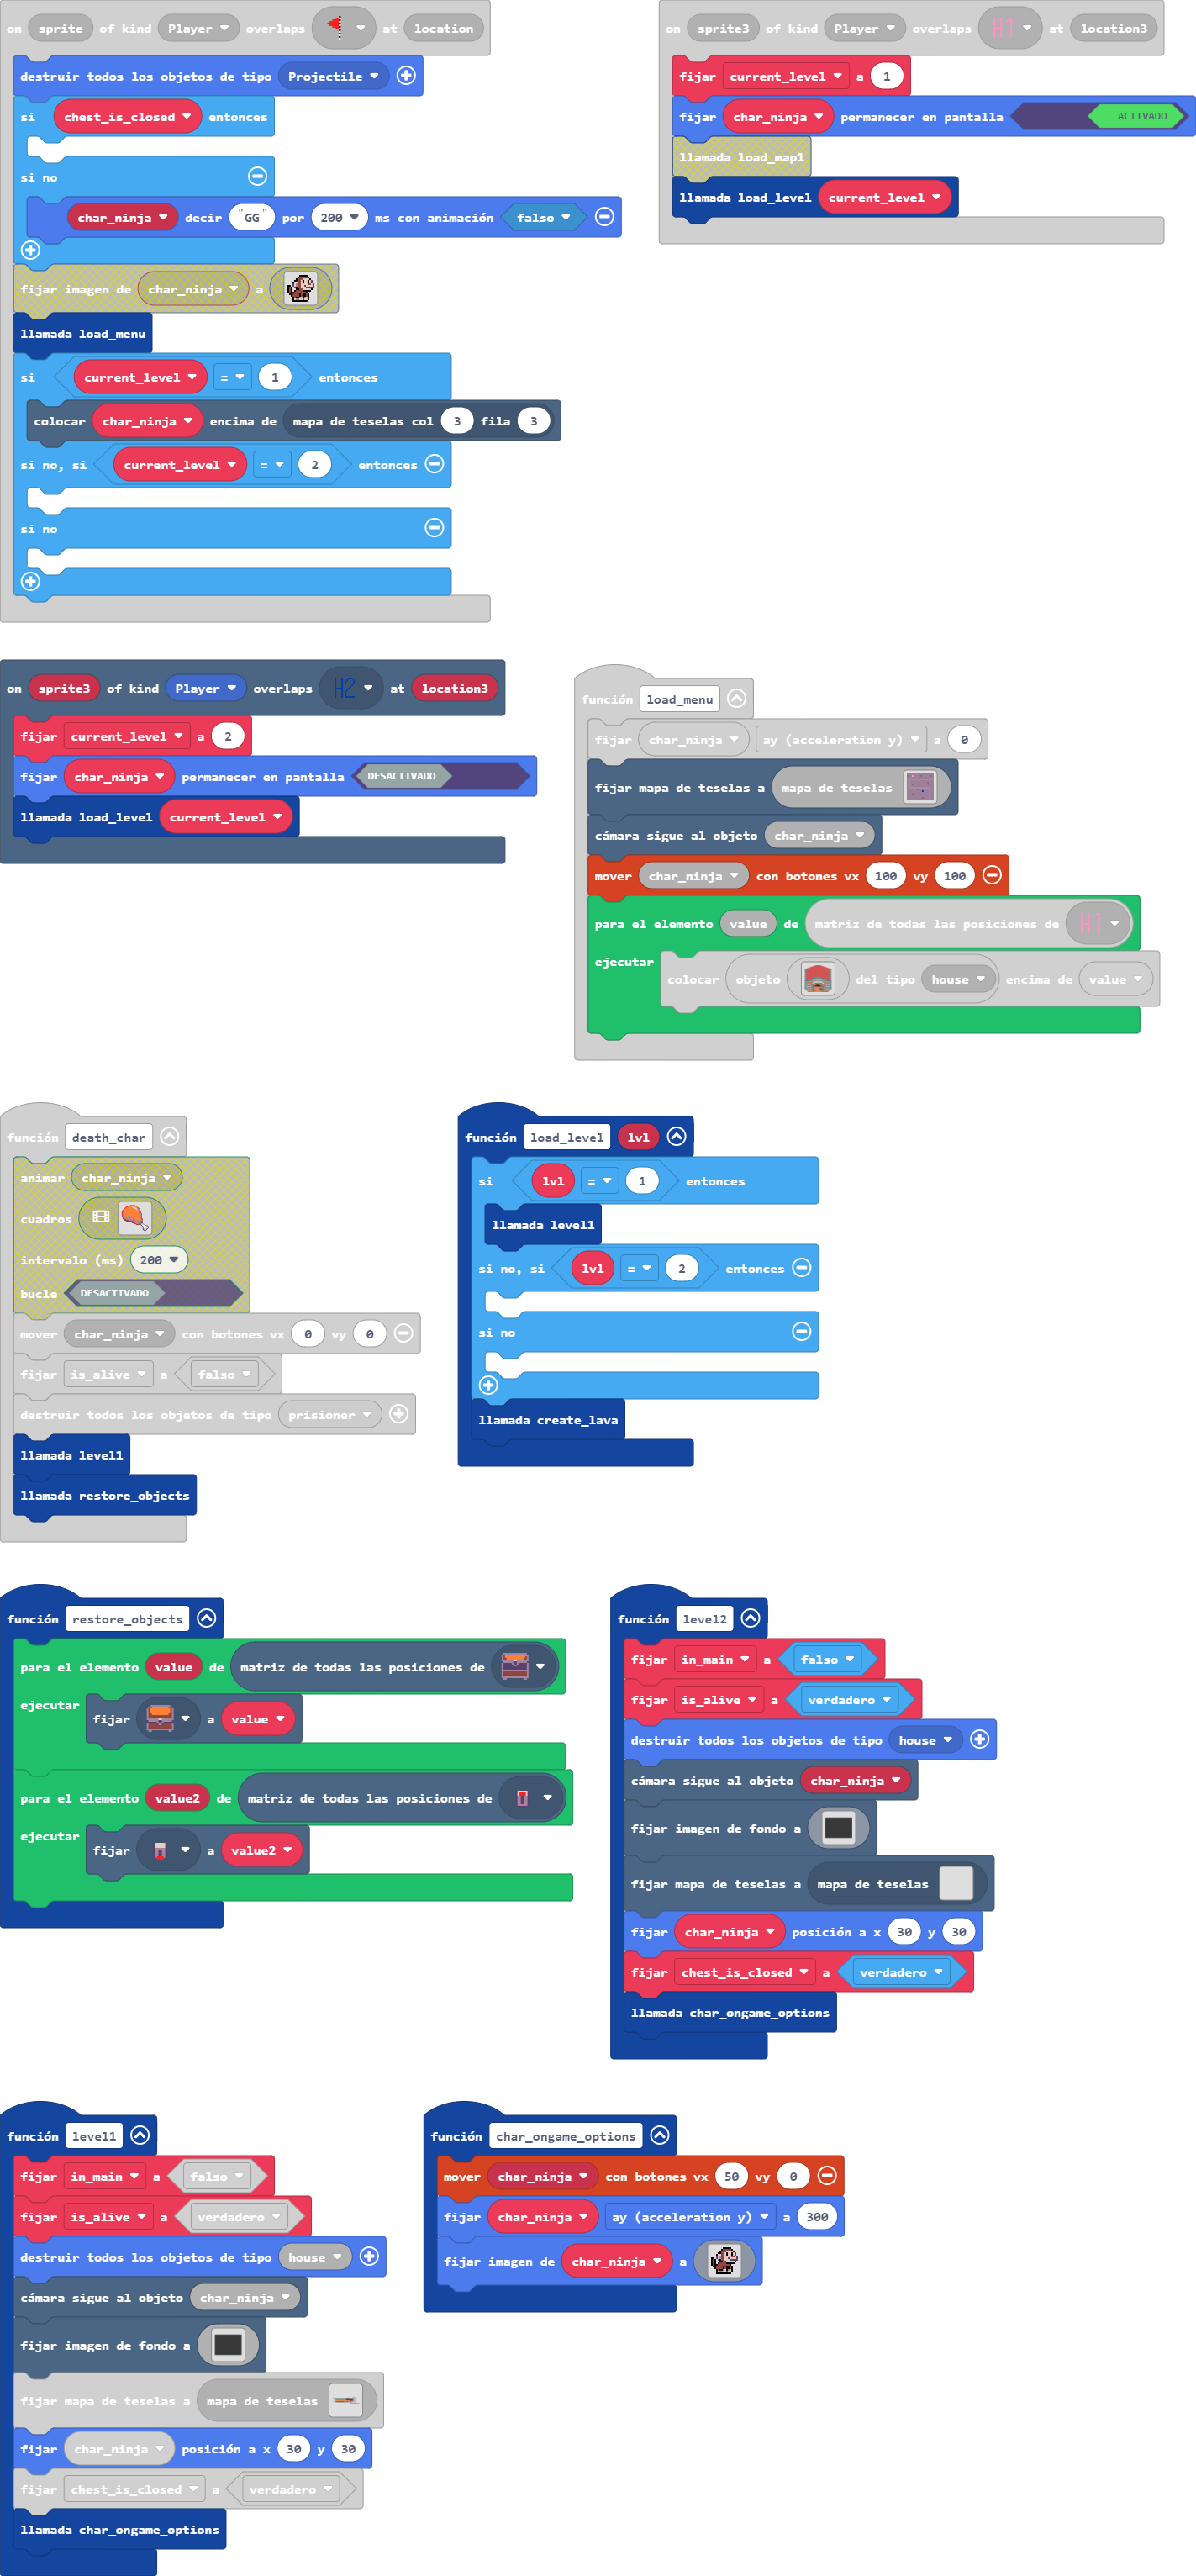 on sprite of kind Player overlaps at location
destruir todos los objetos de tipo Projectile
si chest_is_closed entonces
si no
char_ninja decir "GG" por 200 ms con animación falso
fijar imagen de char_ninja a
llamada load_menu
si current_level = 1 entonces
colocar char_ninja encima de mapa de teselas col 3 fila 3
si no, si current_level = 2 entonces
si no
on sprite3 of kind Player overlaps H1 at location3
fijar current_level a 1
fijar char_ninja permanecer en pantalla ACTIVADO
llamada load_map1
llamada load_level current_level
on sprite3 of kind Player overlaps H2 at location3
fijar current_level a 2
fijar char_ninja permanecer en pantalla DESACTIVADO
llamada load_level current_level
función load_menu
fijar char_ninja ay (acceleration y) a 0
fijar mapa de teselas a mapa de teselas
cámara sigue al objeto char_ninja
mover char_ninja con botones vx 100 vy 100
para el elemento value de matriz de todas las posiciones de H1
ejecutar colocar objeto del tipo house encima de value
función death_char
animar char_ninja
cuadros
intervalo (ms) 200
bucle DESACTIVADO
mover char_ninja con botones vx 0 vy 0
fijar is_alive a falso
destruir todos los objetos de tipo prisioner
llamada level1
llamada restore_objects
función load_level lvl
si lvl = 1 entonces
llamada level1
si no, si lvl = 2 entonces
si no
llamada create_lava
función restore_objects
para el elemento value de matriz de todas las posiciones de
ejecutar fijar a value
para el elemento value2 de matriz de todas las posiciones de
ejecutar fijar a value2
función level2
fijar in_main a falso
fijar is_alive a verdadero
destruir todos los objetos de tipo house
cámara sigue al objeto char_ninja
fijar imagen de fondo a
fijar mapa de teselas a mapa de teselas
fijar char_ninja posición a x 30 y 30
fijar chest_is_closed a verdadero
llamada char_ongame_options
función level1
fijar in_main a falso
fijar is_alive a verdadero
destruir todos los objetos de tipo house
cámara sigue al objeto char_ninja
fijar imagen de fondo a
fijar mapa de teselas a mapa de teselas
fijar char_ninja posición a x 30 y 30
fijar chest_is_closed a verdadero
llamada char_ongame_options
función char_ongame_options
mover char_ninja con botones vx 50 vy 0
fijar char_ninja ay (acceleration y) a 300
fijar imagen de char_ninja a